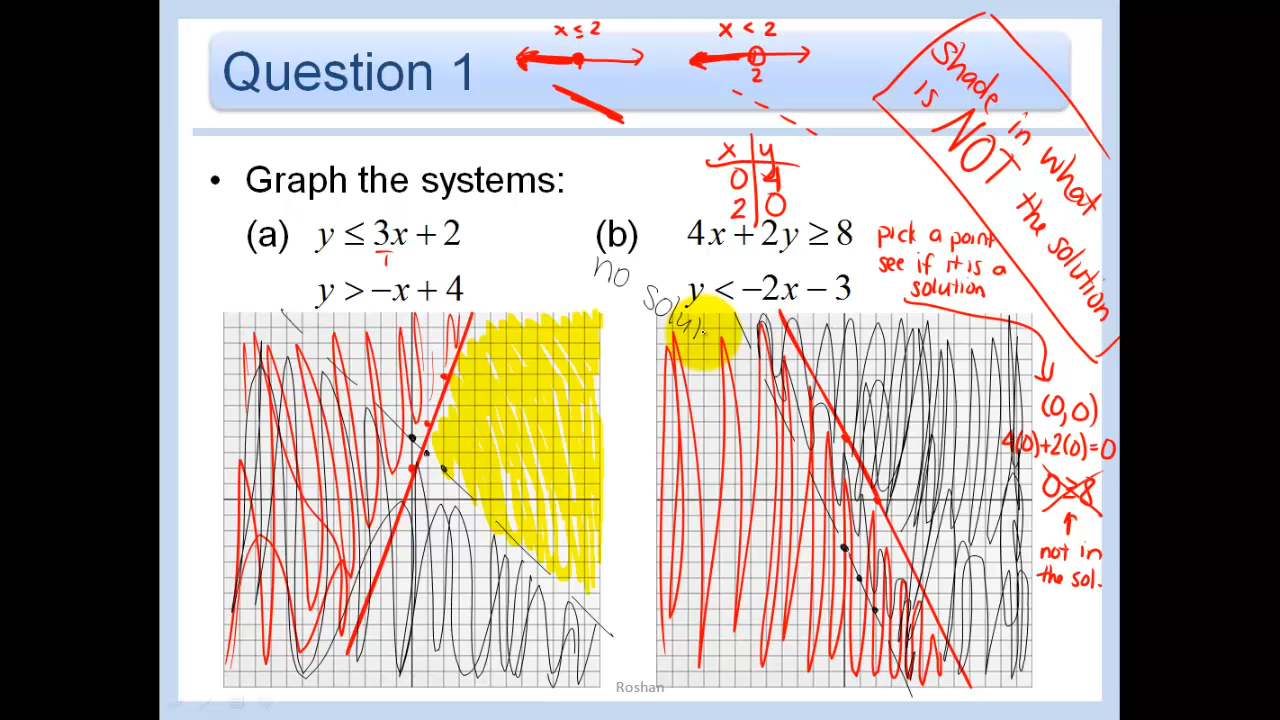 Question 1
x ≤ 2
x < 2
2
Shade in what
is NOT the solution
• Graph the systems:
x y
0 4
2 0
(a) y ≤ 3x + 2
1
y > −x + 4
(b) 4x + 2y ≥ 8
y < −2x − 3
no
pick a point
see if it is a
solution
(0,0)
4(0)+2(0)=0
0≥8
not in
the sol.
Roshan